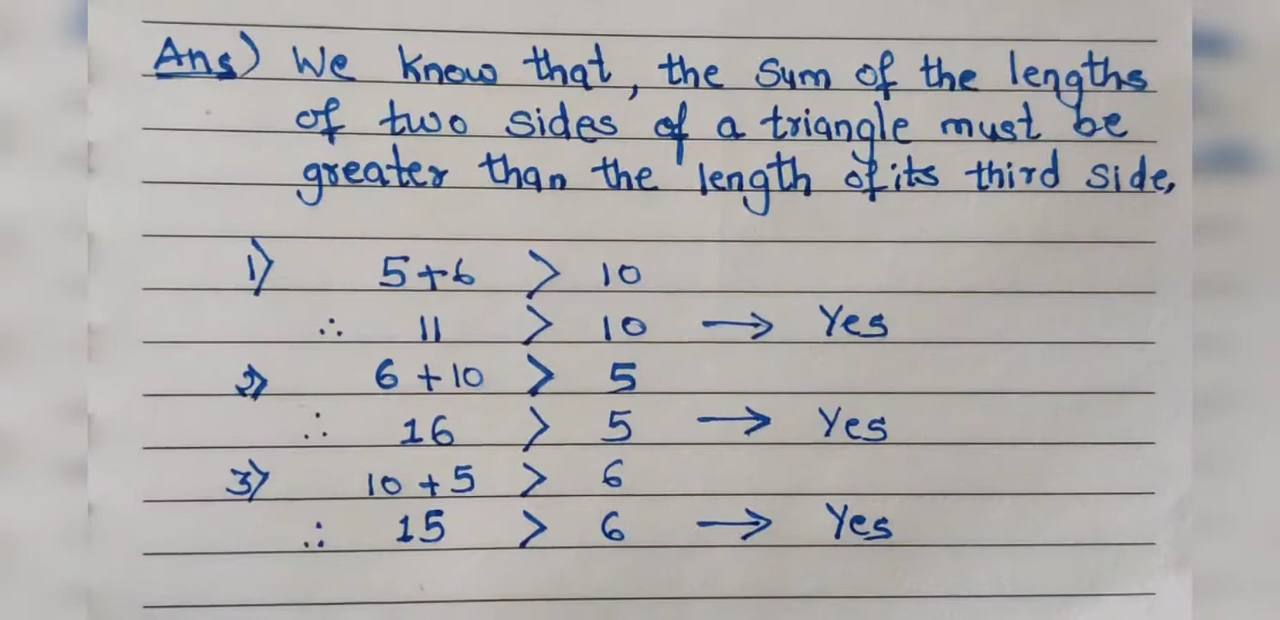 Ans) We know that, the sum of the lengths
of two sides of a triangle must be
greater than the length of its third side,
1) 5+6 > 10
∴ 11 > 10 → Yes
2) 6+10 > 5
∴ 16 > 5 → Yes
3) 10+5 > 6
∴ 15 > 6 → Yes